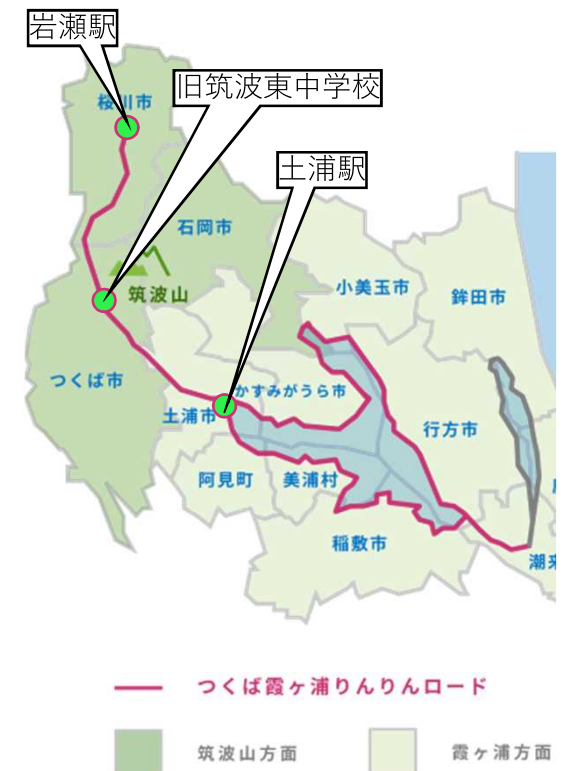 岩瀬駅
旧筑波東中学校
桜川市
土浦駅
石岡市
筑波山
小美玉市
鉾田市
つくば市
かすみがうら市
土浦市
行方市
阿見町
美浦村
稲敷市
潮来
つくば霞ヶ浦りんりんロード
筑波山方面
霞ヶ浦方面